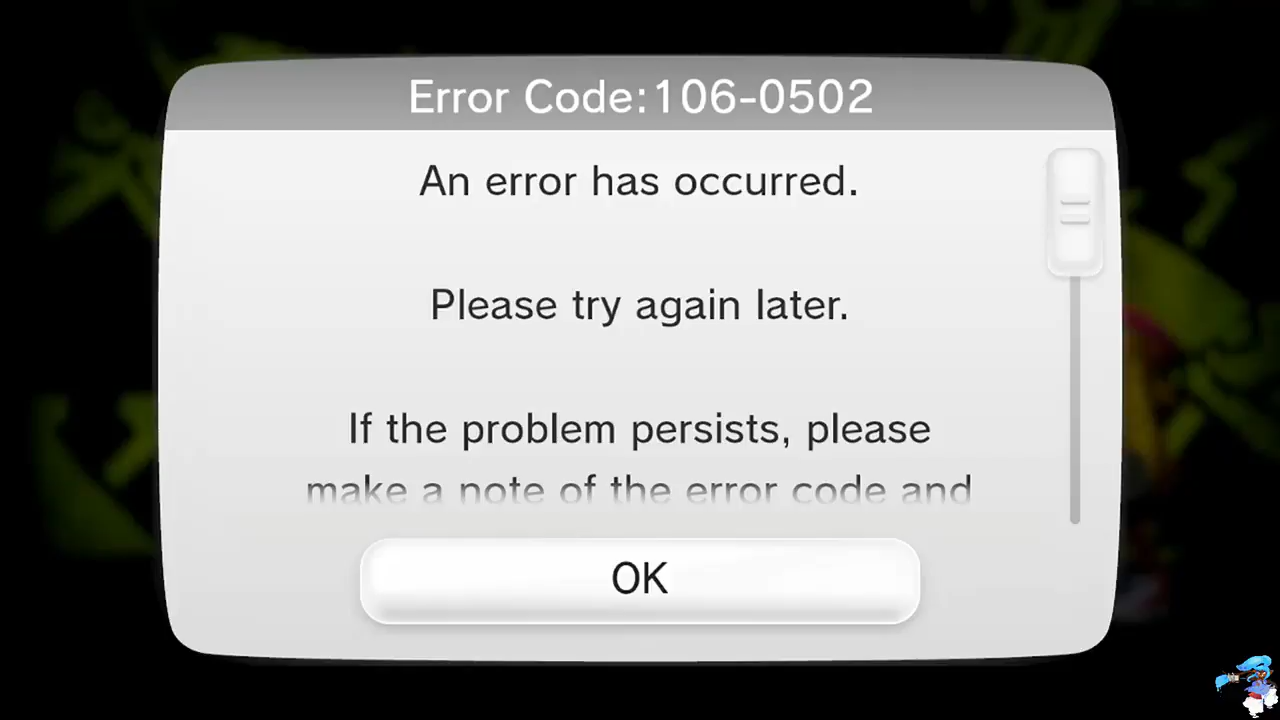 Error Code:106-0502
An error has occurred.
Please try again later.
If the problem persists, please
make a note of the error code and
OK